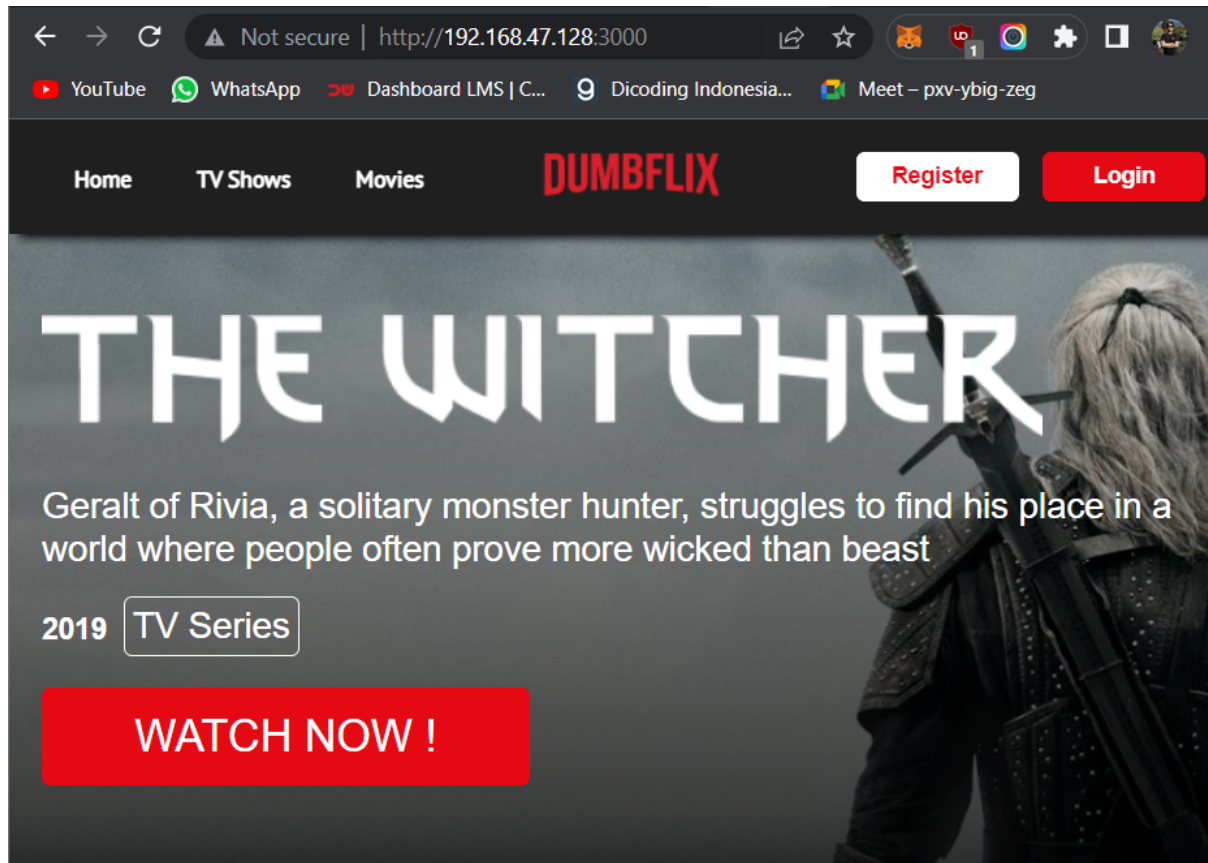 Not secure | http://192.168.47.128:3000
1
YouTube WhatsApp Dashboard LMS | C... Dicoding Indonesia... Meet – pxv-ybig-zeg
Home TV Shows Movies DUMBFLIX Register Login
THE WITCHER
Geralt of Rivia, a solitary monster hunter, struggles to find his place in a
world where people often prove more wicked than beast
2019 TV Series
WATCH NOW !